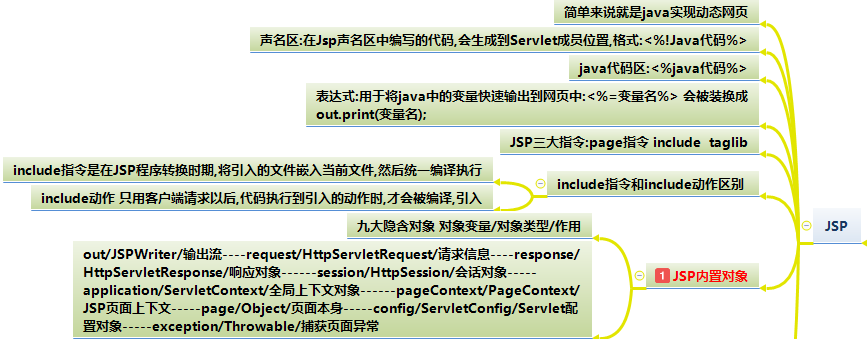 简单来说就是java实现动态网页
声名区:在Jsp声名区中编写的代码,会生成到Servlet成员位置,格式:<%!Java代码%>
java代码区:<%java代码%>
表达式:用于将java中的变量快速输出到网页中:<%=变量名%> 会被装换成
out.print(变量名);
JSP三大指令:page指令 include taglib
include指令是在JSP程序转换时期,将引入的文件嵌入当前文件,然后统一编译执行
include动作 只用客户端请求以后,代码执行到引入的动作时,才会被编译,引入
include指令和include动作区别
JSP
九大隐含对象 对象变量/对象类型/作用
out/JSPWriter/输出流----request/HttpServletRequest/请求信息----response/
HttpServletResponse/响应对象------session/HttpSession/会话对象-----
application/ServletContext/全局上下文对象------pageContext/PageContext/
JSP页面上下文-----page/Object/页面本身-----config/ServletConfig/Servlet配
置对象-----exception/Throwable/捕获页面异常
1 JSP内置对象